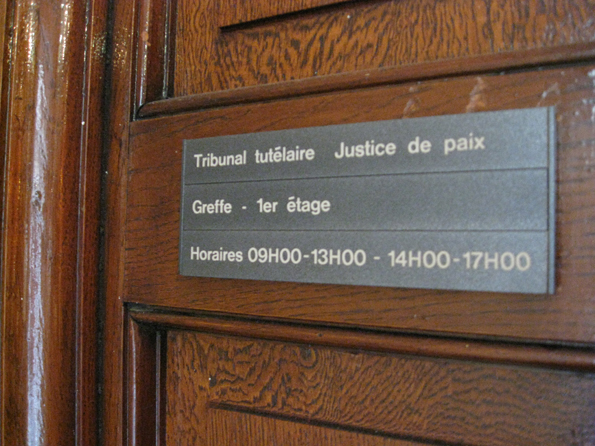 Tribunal tutélaire Justice de paix
Greffe - 1er étage
Horaires 09H00-13H00 - 14H00-17H00